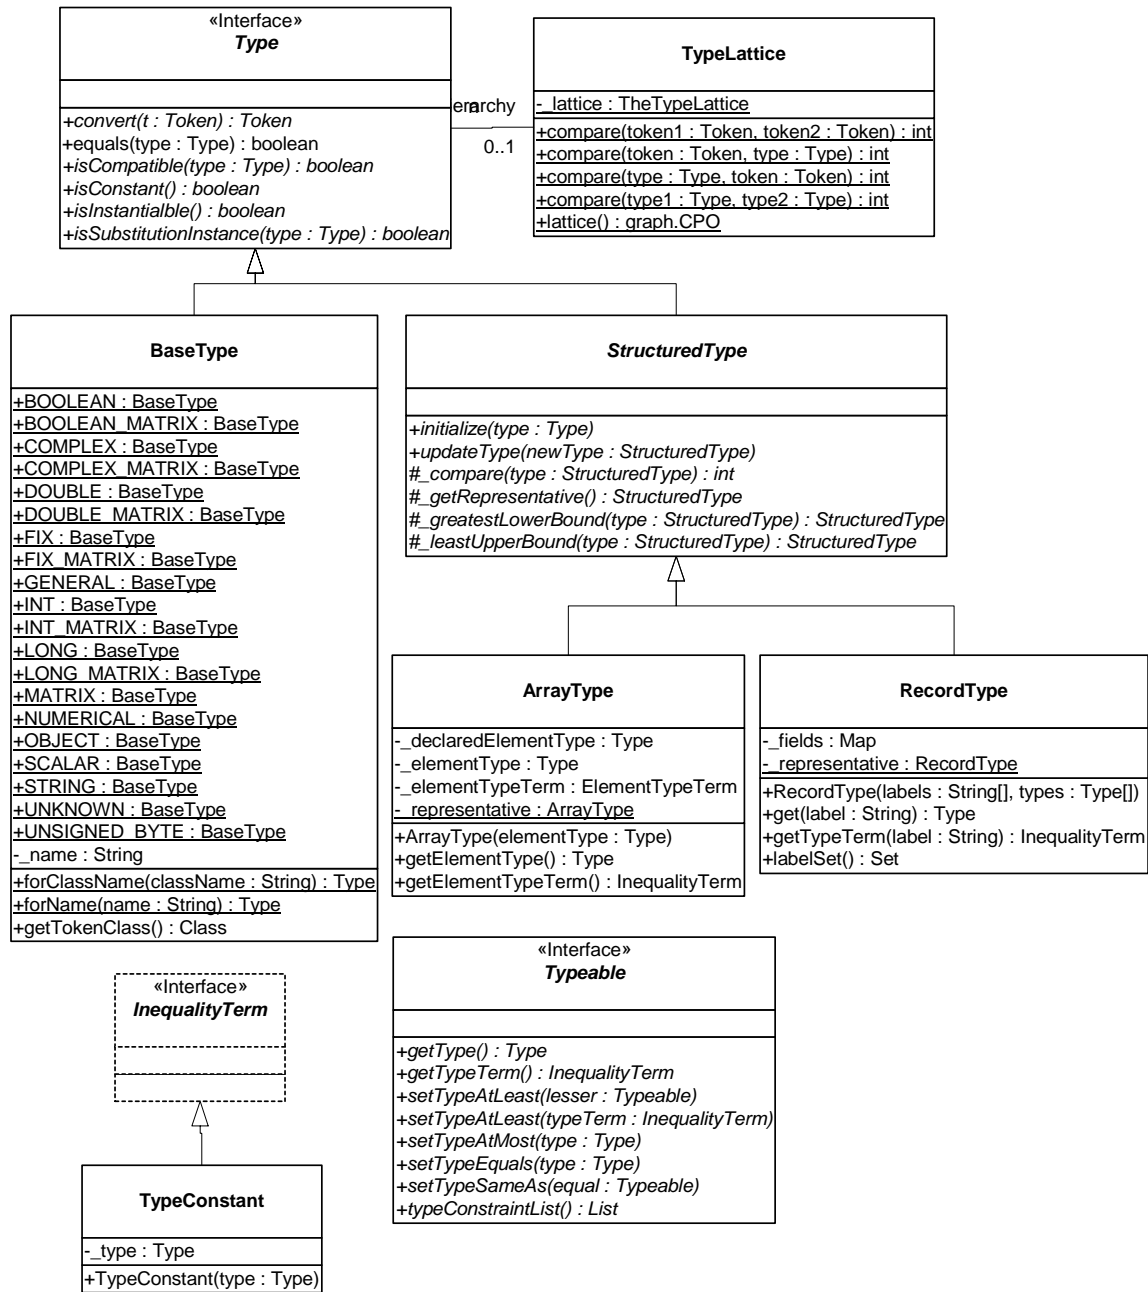 «Interface»
Type
+convert(t : Token) : Token
+equals(type : Type) : boolean
+isCompatible(type : Type) : boolean
+isConstant() : boolean
+isInstantialble() : boolean
+isSubstitutionInstance(type : Type) : boolean
0..1
TypeLattice
-_lattice : TheTypeLattice
+compare(token1 : Token, token2 : Token) : int
+compare(token : Token, type : Type) : int
+compare(type : Type, token : Token) : int
+compare(type1 : Type, type2 : Type) : int
+lattice() : graph.CPO
BaseType
+BOOLEAN : BaseType
+BOOLEAN_MATRIX : BaseType
+COMPLEX : BaseType
+COMPLEX_MATRIX : BaseType
+DOUBLE : BaseType
+DOUBLE_MATRIX : BaseType
+FIX : BaseType
+FIX_MATRIX : BaseType
+GENERAL : BaseType
+INT : BaseType
+INT_MATRIX : BaseType
+LONG : BaseType
+LONG_MATRIX : BaseType
+MATRIX : BaseType
+NUMERICAL : BaseType
+OBJECT : BaseType
+SCALAR : BaseType
+STRING : BaseType
+UNKNOWN : BaseType
+UNSIGNED_BYTE : BaseType
-_name : String
+forClassName(className : String) : Type
+forName(name : String) : Type
+getTokenClass() : Class
StructuredType
+initialize(type : Type)
+updateType(newType : StructuredType)
#_compare(type : StructuredType) : int
#_getRepresentative() : StructuredType
#_greatestLowerBound(type : StructuredType) : StructuredType
#_leastUpperBound(type : StructuredType) : StructuredType
ArrayType
-_declaredElementType : Type
-_elementType : Type
-_elementTypeTerm : ElementTypeTerm
-_representative : ArrayType
+ArrayType(elementType : Type)
+getElementType() : Type
+getElementTypeTerm() : InequalityTerm
RecordType
-_fields : Map
-_representative : RecordType
+RecordType(labels : String[], types : Type[])
+get(label : String) : Type
+getTypeTerm(label : String) : InequalityTerm
+labelSet() : Set
«Interface»
InequalityTerm
TypeConstant
-_type : Type
+TypeConstant(type : Type)
«Interface»
Typeable
+getType() : Type
+getTypeTerm() : InequalityTerm
+setTypeAtLeast(lesser : Typeable)
+setTypeAtLeast(typeTerm : InequalityTerm)
+setTypeAtMost(type : Type)
+setTypeEquals(type : Type)
+setTypeSameAs(equal : Typeable)
+typeConstraintList() : List